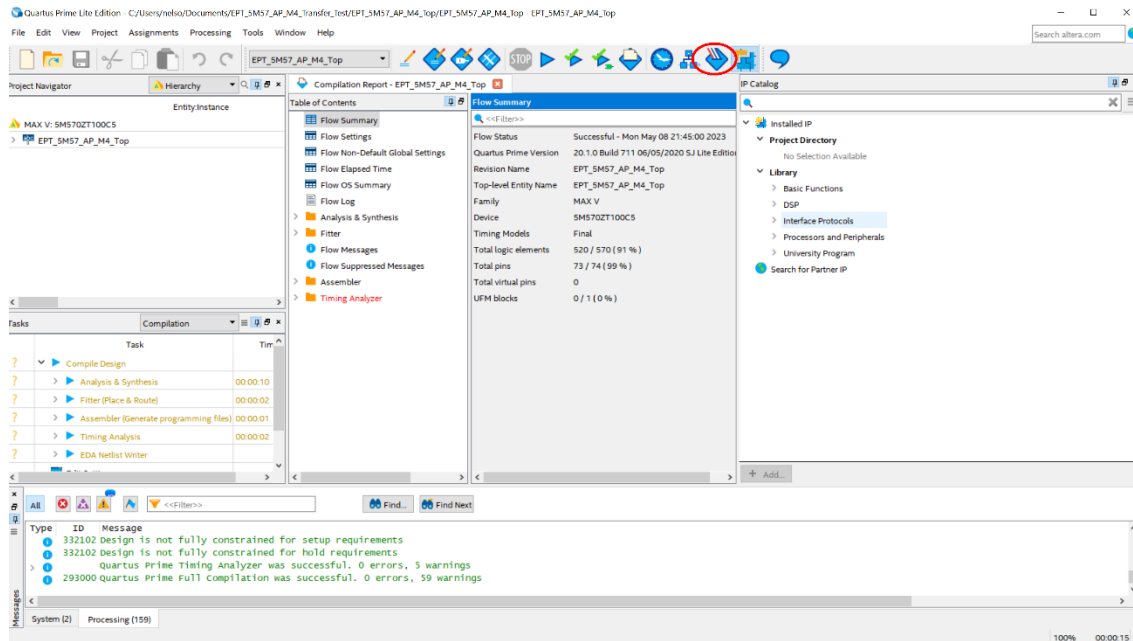 Quartus Prime Lite Edition - C:/Users/nelso/Documents/EPT_5M57_AP_M4_Transfer_Test/EPT_5M57_AP_M4_Top/EPT_5M57_AP_M4_Top - EPT_5M57_AP_M4_Top
File Edit View Project Assignments Processing Tools Window Help
Search altera.com
EPT_5M57_AP_M4_Top
STOP
Project Navigator
Hierarchy
Entity:Instance
MAX V: 5M570ZT100C5
EPT_5M57_AP_M4_Top
Tasks
Compilation
Task
Compile Design
Analysis & Synthesis 00:00:10
Fitter (Place & Route) 00:00:02
Assembler (Generate programming files) 00:00:01
Timing Analysis 00:00:02
EDA Netlist Writer
Compilation Report - EPT_5M57_AP_M4_Top
Table of Contents
Flow Summary
Flow Settings
Flow Non-Default Global Settings
Flow Elapsed Time
Flow OS Summary
Flow Log
Analysis & Synthesis
Fitter
Flow Messages
Flow Suppressed Messages
Assembler
Timing Analyzer
Flow Summary
<<Filter>>
Flow Status Successful - Mon May 08 21:45:00 2023
Quartus Prime Version 20.1.0 Build 711 06/05/2020 SJ Lite Edition
Revision Name EPT_5M57_AP_M4_Top
Top-level Entity Name EPT_5M57_AP_M4_Top
Family MAX V
Device 5M570ZT100C5
Timing Models Final
Total logic elements 520 / 570 ( 91 % )
Total pins 73 / 74 ( 99 % )
Total virtual pins 0
UFM blocks 0 / 1 ( 0 % )
IP Catalog
Installed IP
Project Directory
No Selection Available
Library
Basic Functions
DSP
Interface Protocols
Processors and Peripherals
University Program
Search for Partner IP
+ Add...
All
<<Filter>>
Find...
Find Next
Type ID Message
332102 Design is not fully constrained for setup requirements
332102 Design is not fully constrained for hold requirements
Quartus Prime Timing Analyzer was successful. 0 errors, 5 warnings
293000 Quartus Prime Full Compilation was successful. 0 errors, 59 warnings
Messages
System (2) Processing (159)
100% 00:00:15